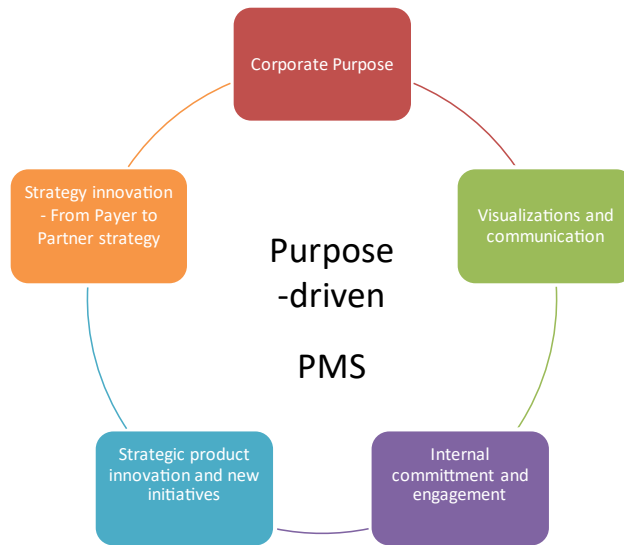 Corporate Purpose
Visualizations and
communication
Internal
committment and
engagement
Strategic product
innovation and new
initiatives
Strategy innovation
- From Payer to
Partner strategy
Purpose
-driven
PMS